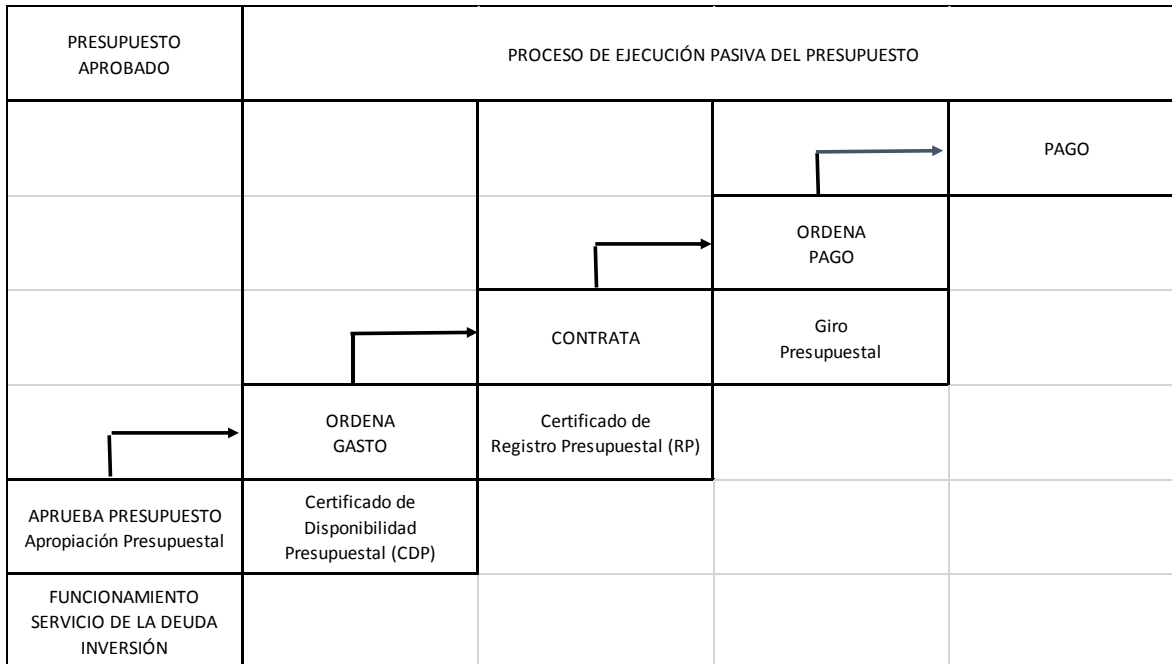 PRESUPUESTO
APROBADO
PROCESO DE EJECUCIÓN PASIVA DEL PRESUPUESTO
PAGO
ORDENA
PAGO
CONTRATA
Giro
Presupuestal
ORDENA
GASTO
Certificado de
Registro Presupuestal (RP)
APRUEBA PRESUPUESTO
Apropiación Presupuestal
Certificado de
Disponibilidad
Presupuestal (CDP)
FUNCIONAMIENTO
SERVICIO DE LA DEUDA
INVERSIÓN